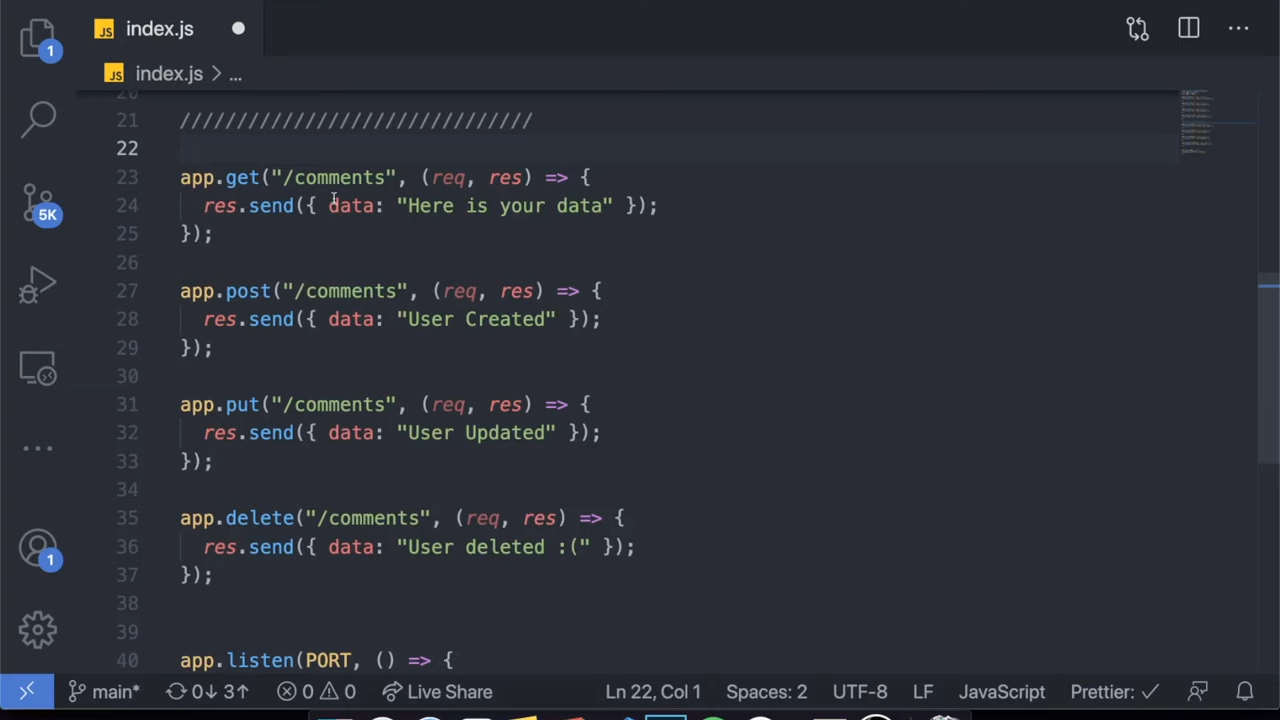 1
JS index.js
JS index.js > ...
20
21 ///////////////////////////////
22
23 app.get("/comments", (req, res) => {
24 res.send({ data: "Here is your data" });
25 });
26
27 app.post("/comments", (req, res) => {
28 res.send({ data: "User Created" });
29 });
30
31 app.put("/comments", (req, res) => {
32 res.send({ data: "User Updated" });
33 });
34
35 app.delete("/comments", (req, res) => {
36 res.send({ data: "User deleted :(" });
37 });
38
39
40 app.listen(PORT, () => {
5K
1
main* 0↓ 3↑ 0 0 Live Share Ln 22, Col 1 Spaces: 2 UTF-8 LF JavaScript Prettier: ✓